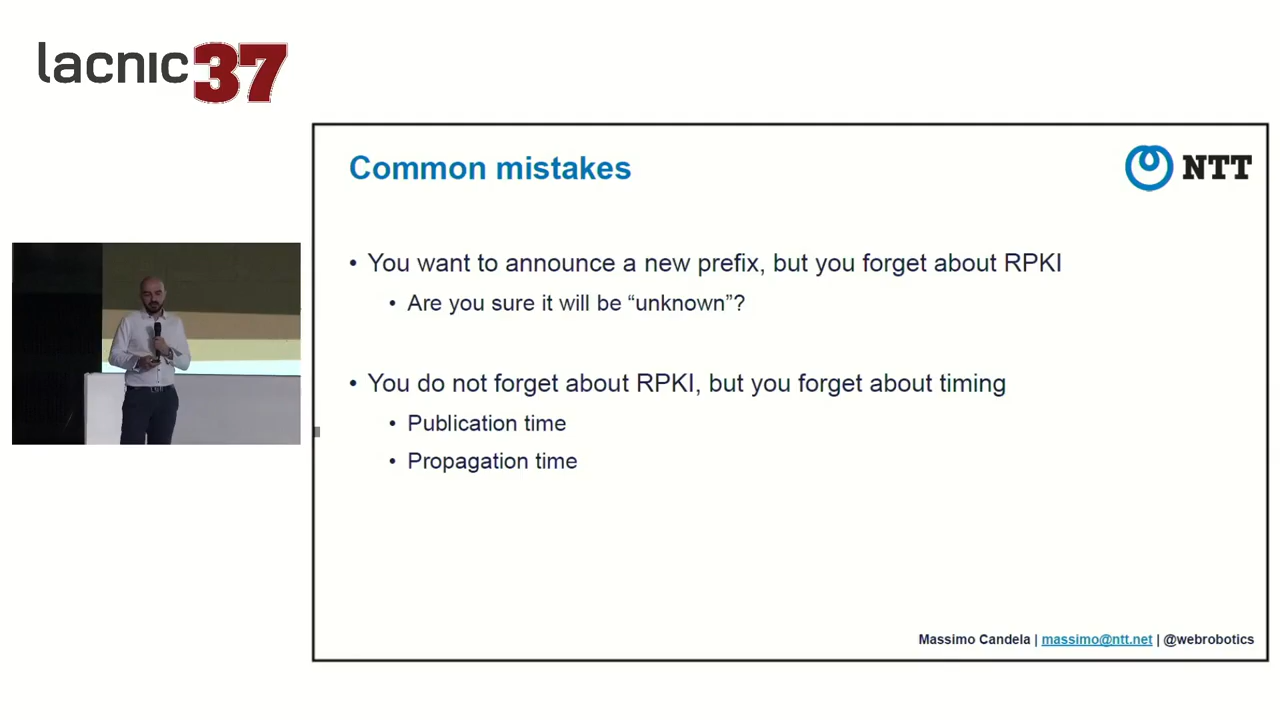 lacnic37
Common mistakes
NTT
• You want to announce a new prefix, but you forget about RPKI
• Are you sure it will be “unknown”?
• You do not forget about RPKI, but you forget about timing
• Publication time
• Propagation time
Massimo Candela | massimo@ntt.net | @webrobotics